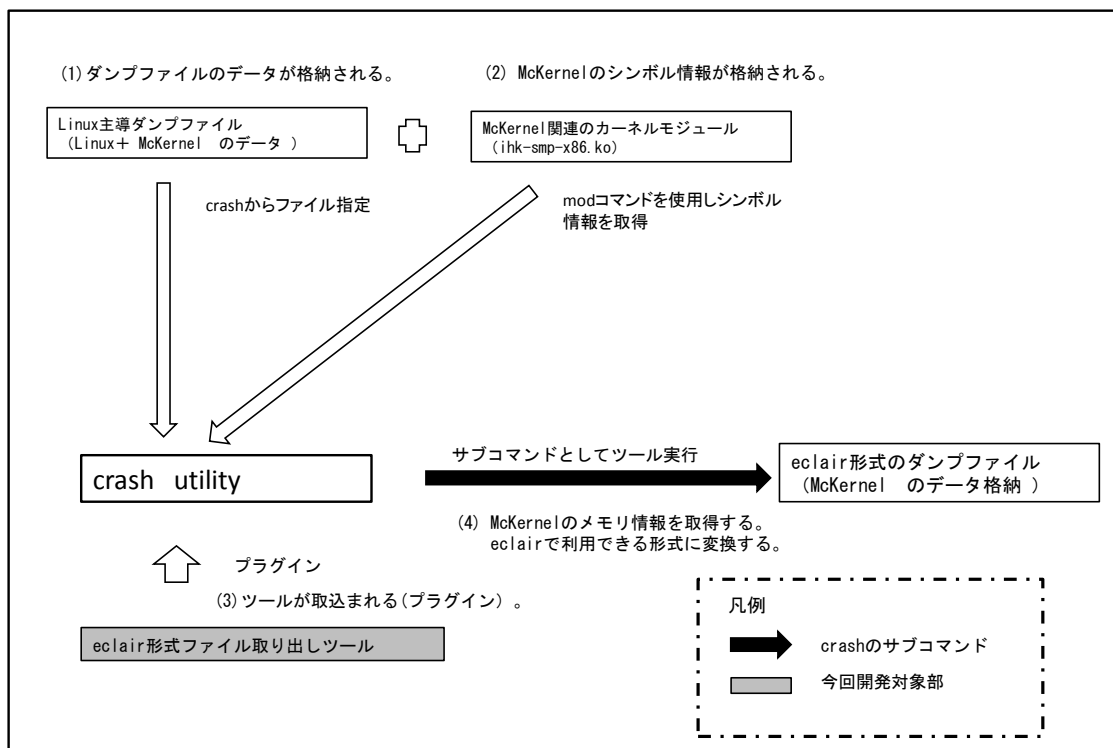 (1)ダンプファイルのデータが格納される。
(2) McKernelのシンボル情報が格納される。
Linux主導ダンプファイル
(Linux+ McKernel のデータ )
McKernel関連のカーネルモジュール
(ihk-smp-x86.ko)
crashからファイル指定
modコマンドを使用しシンボル
情報を取得
crash utility
サブコマンドとしてツール実行
eclair形式のダンプファイル
(McKernel のデータ格納 )
(4) McKernelのメモリ情報を取得する。
eclairで利用できる形式に変換する。
プラグイン
(3)ツールが取込まれる(プラグイン) 。
eclair形式ファイル取り出しツール
凡例
crashのサブコマンド
今回開発対象部